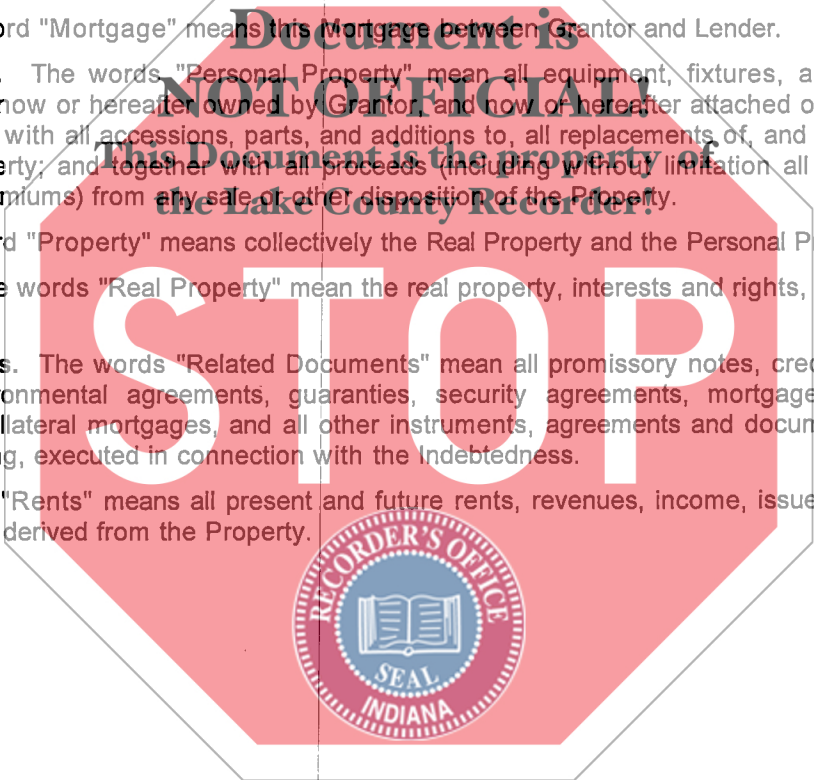 ord "Mortgage" means this Mortgage between Grantor and Lender.
Document is
. The words "Personal Property" mean all equipment, fixtures, a
NOT OFFICIAL!
now or hereafter owned by Grantor, and now or hereafter attached o
with all accessions, parts, and additions to, all replacements of, and
This Document is the property of
erty; and together with all proceeds (including without limitation all
miums) from any sale or other disposition of the Property.
the Lake County Recorder!
rd "Property" means collectively the Real Property and the Personal P
e words "Real Property" mean the real property, interests and rights,
STOP
s. The words "Related Documents" mean all promissory notes, cre
onmental agreements, guaranties, security agreements, mortgage
llateral mortgages, and all other instruments, agreements and docum
g, executed in connection with the Indebtedness.
"Rents" means all present and future rents, revenues, income, issue
derived from the Property.
RECORDER'S OFFICE
SEAL
INDIANA